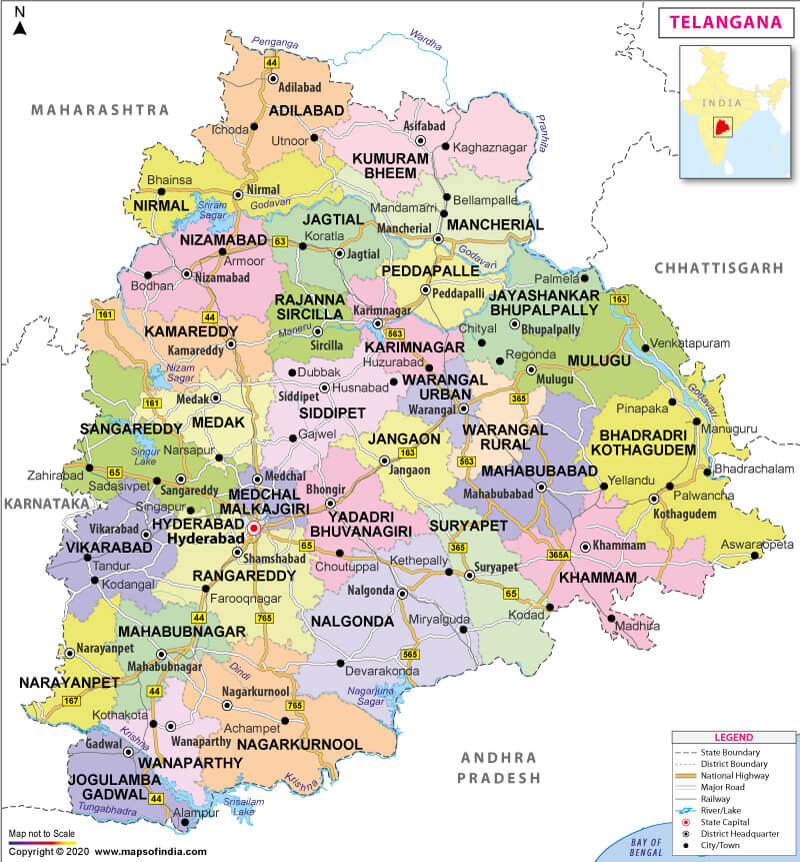 N
TELANGANA
INDIA
Penganga
Wardha
44
Adilabad
MAHARASHTRA
ADILABAD
Pranhita
Ichoda
Utnoor
Asifabad
Kaghaznagar
KUMURAM
BHEEM
Bhainsa
Nirmal
NIRMAL
Shram
Sagar
Godavari
Bellampalle
Mandamarri
JAGTIAL
MANCHERIAL
Mancherial
NIZAMABAD
63
Koratla
Armoor
Jagtial
Godavari
CHHATTISGARH
Bodhan
Nizamabad
PEDDAPALLE
Peddapalli
Palmela
JAYASHANKAR
BHUPALPALLY
163
RAJANNA
SIRCILLA
161
44
Karimnagar
KAMAREDDY
Maneru
Sircilla
563
Chityal
Bhupalpally
Kamareddy
KARIMNAGAR
Venkatapuram
Huzurabad
Regonda
MULUGU
Nizam
Sagar
Dubbak
Mulugu
WARANGAL
URBAN
Husnabad
Siddipet
Medak
161
SIDDIPET
365
Warangal
Godavari
Pinapaka
MEDAK
SANGAREDDY
JANGAON
WARANGAL
RURAL
Manuguru
Gajwel
163
BHADRADRI
KOTHAGUDEM
Singur
Lake
Narsapur
Jangaon
563
MAHABUBABAD
Zahirabad
65
Medchal
Bhadrachalam
Sadasivpet
Sangareddy
Bhongir
Mahabubabad
Yellandu
Palwancha
MEDCHAL
MALKAJGIRI
KARNATAKA
Singapur
YADADRI
BHUVANAGIRI
Kothagudem
HYDERABAD
Hyderabad
Vikarabad
SURYAPET
VIKARABAD
65
365
365A
Khammam
Aswaraopeta
Shamshabad
Choutuppal
Kethepally
Tandur
RANGAREDDY
Suryapet
KHAMMAM
Kodangal
Farooqnagar
Nalgonda
65
Kodad
44
765
NALGONDA
Miryalguda
Madhira
MAHABUBNAGAR
Narayanpet
Mahabubnagar
Dindi
Devarakonda
565
NARAYANPET
44
Nagarkurnool
Nagarjuna
Sagar
167
765
Kothakota
Achampet
Krishna
Wanaparthy
Gadwal
NAGARKURNOOL
WANAPARTHY
ANDHRA
PRADESH
JOGULAMBA
GADWAL
Krishna
44
Srisailam
Lake
Tungabhadra
Alampur
LEGEND
State Boundary
District Boundary
National Highway
Major Road
Railway
River/Lake
State Capital
District Headquarter
City/Town
Map not to Scale
Copyright © 2020 www.mapsofindia.com
BAY OF
BENGAL